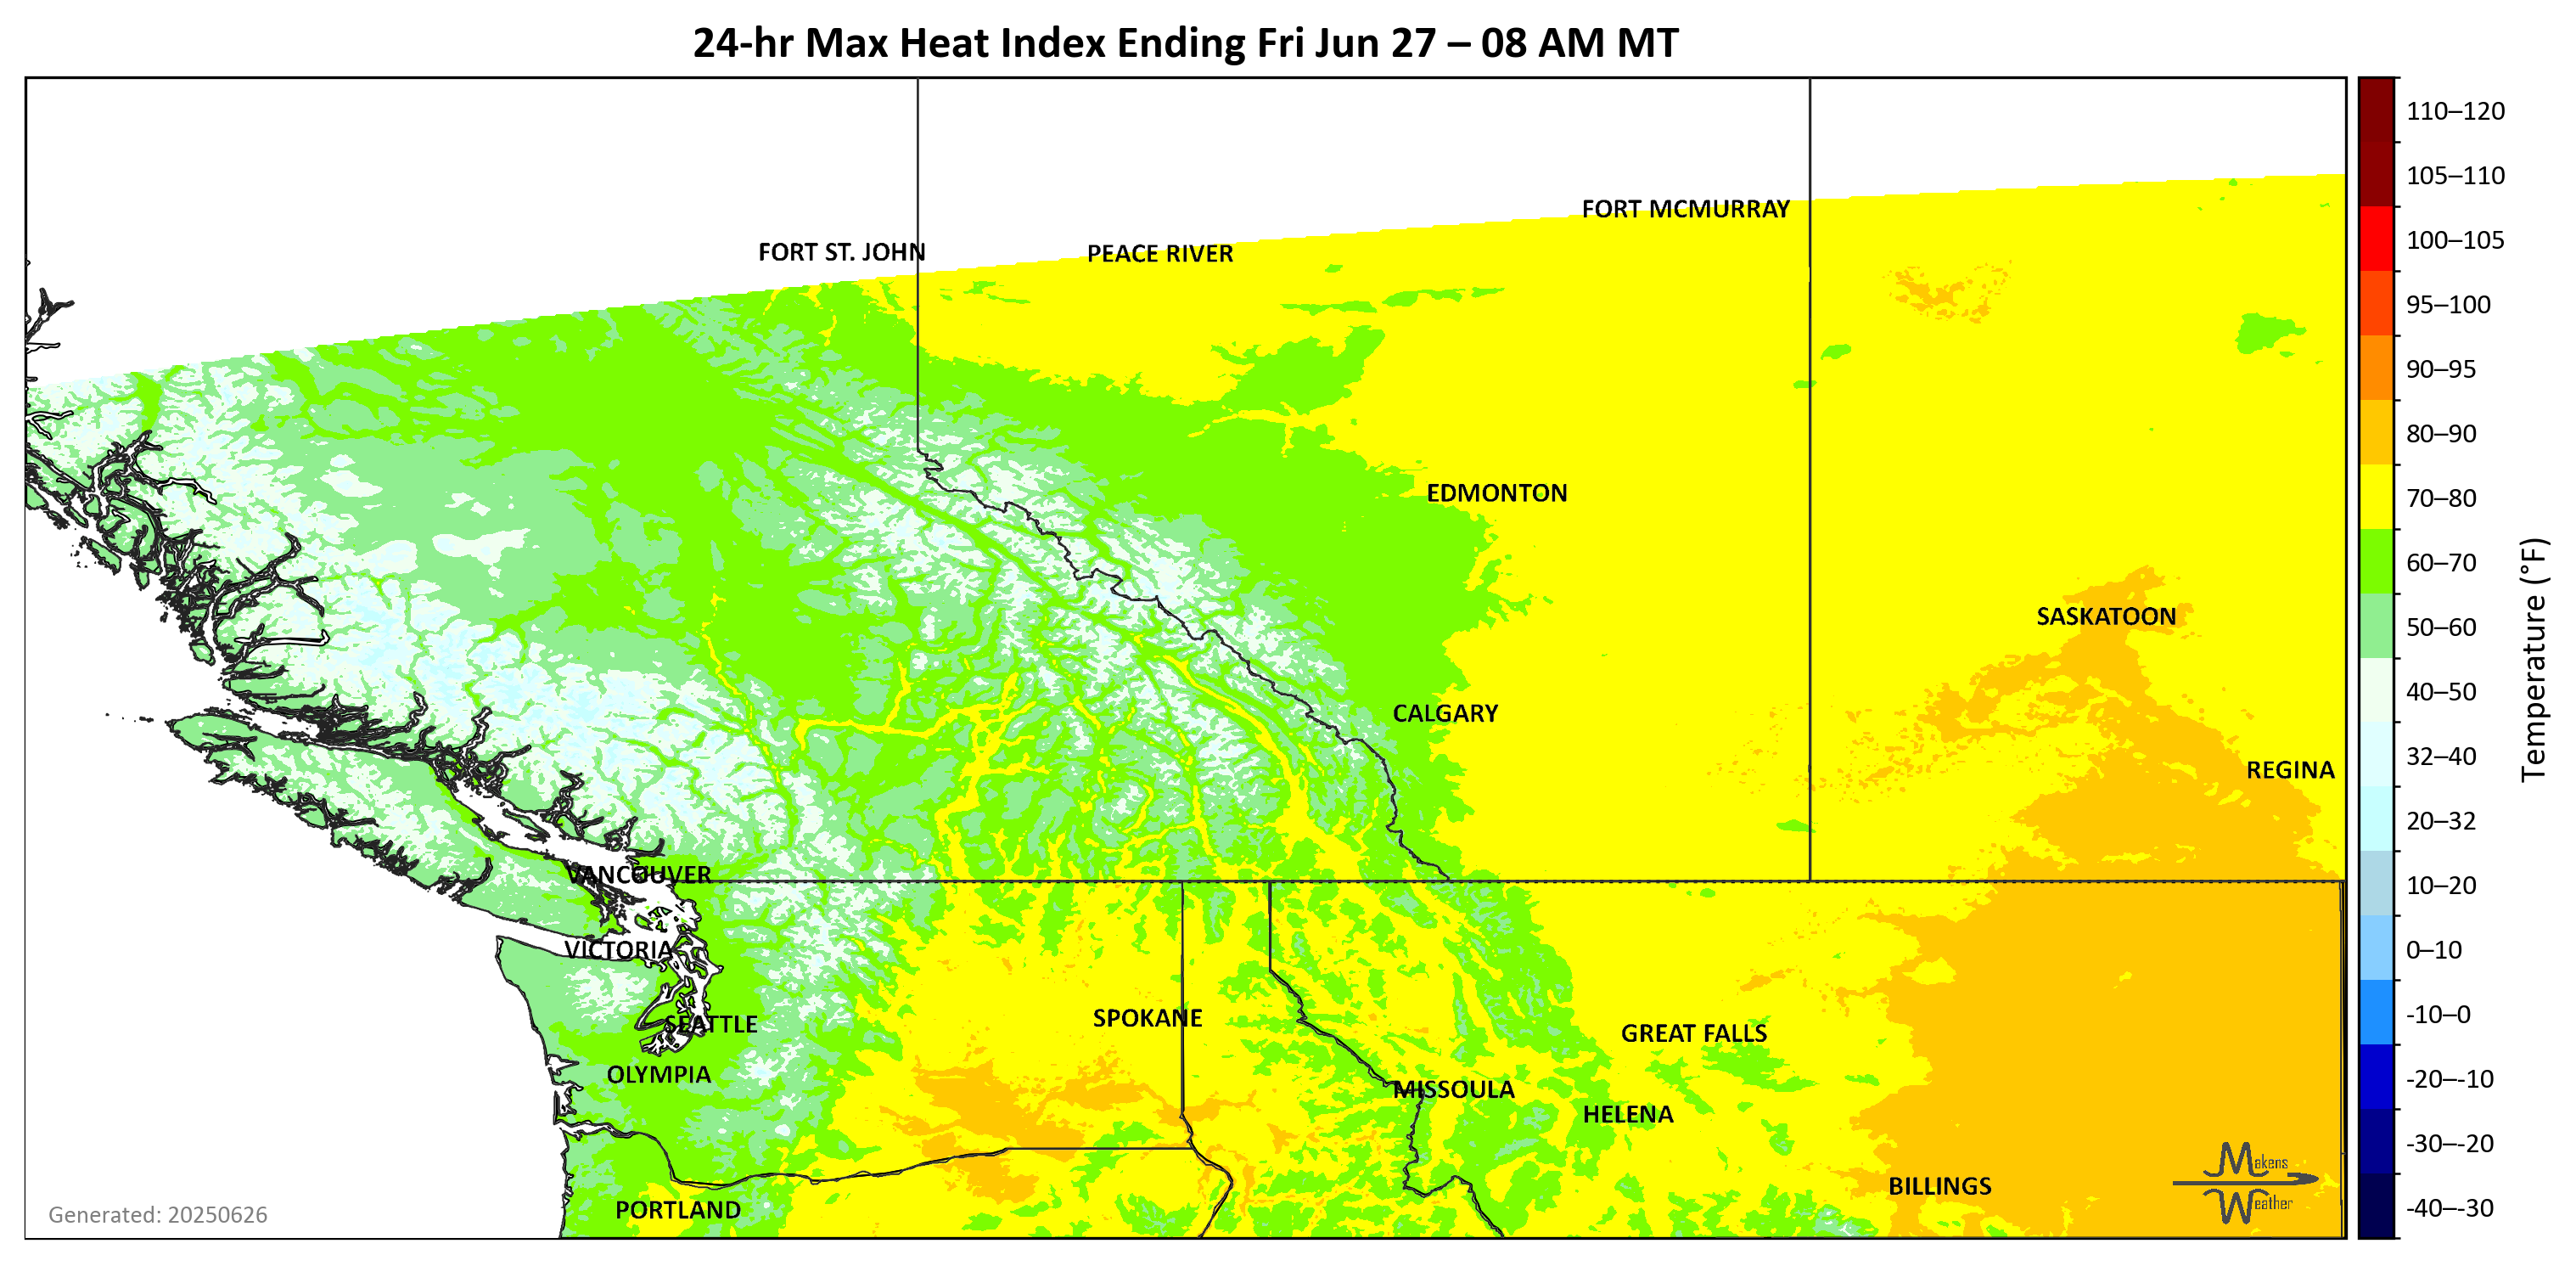 24-hr Max Heat Index Ending Fri Jun 27 – 08 AM MT
FORT MCMURRAY
FORT ST. JOHN
PEACE RIVER
EDMONTON
SASKATOON
CALGARY
REGINA
VANCOUVER
VICTORIA
SPOKANE
SEATTLE
GREAT FALLS
OLYMPIA
MISSOULA
HELENA
BILLINGS
PORTLAND
Makens
Weather
Generated: 20250626
110–120
105–110
100–105
95–100
90–95
80–90
70–80
60–70
50–60
40–50
32–40
20–32
10–20
0–10
-10–0
-20–-10
-30–-20
-40–-30
Temperature (°F)